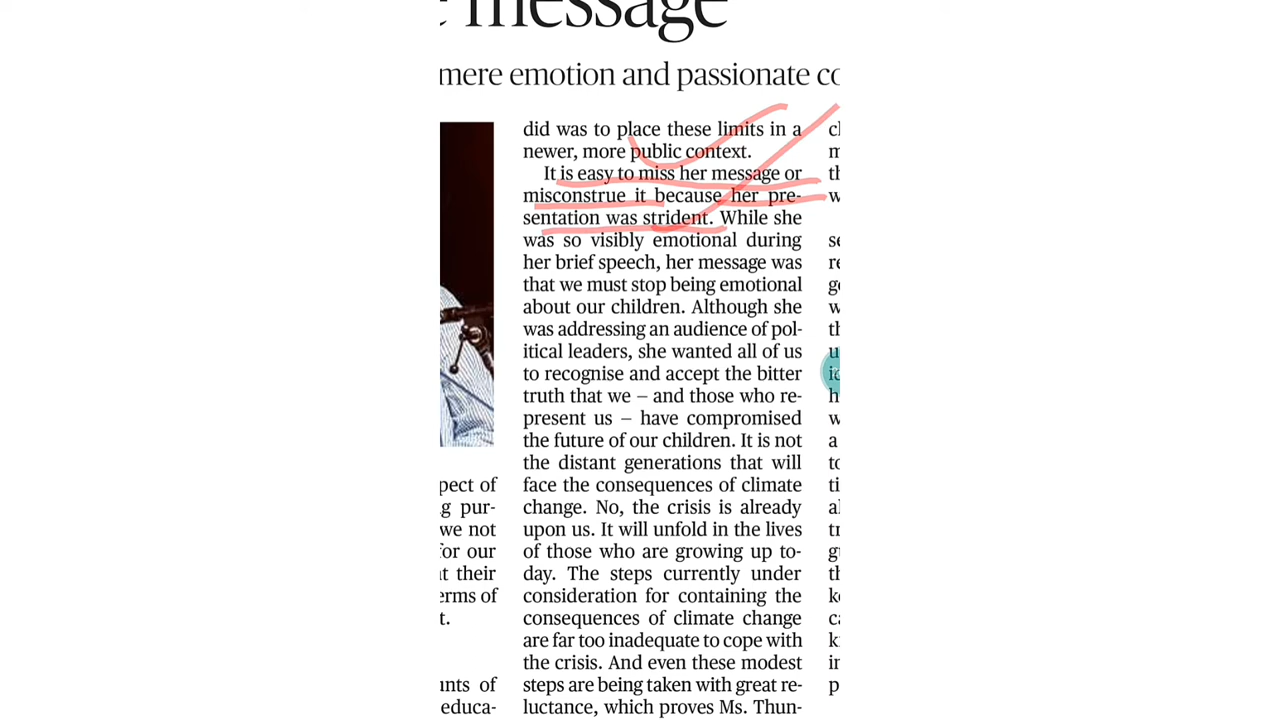 message
mere emotion and passionate
did was to place these limits in a
newer, more public context.
It is easy to miss her message or
misconstrue it because her pre-
sentation was strident. While she
was so visibly emotional during
her brief speech, her message was
that we must stop being emotional
about our children. Although she
was addressing an audience of pol-
itical leaders, she wanted all of us
to recognise and accept the bitter
truth that we – and those who re-
present us – have compromised
the future of our children. It is not
the distant generations that will
face the consequences of climate
change. No, the crisis is already
upon us. It will unfold in the lives
of those who are growing up to-
day. The steps currently under
consideration for containing the
consequences of climate change
are far too inadequate to cope with
the crisis. And even these modest
steps are being taken with great re-
luctance, which proves Ms. Thun-
pect of
pur-
we not
for our
their
of
of
educa-